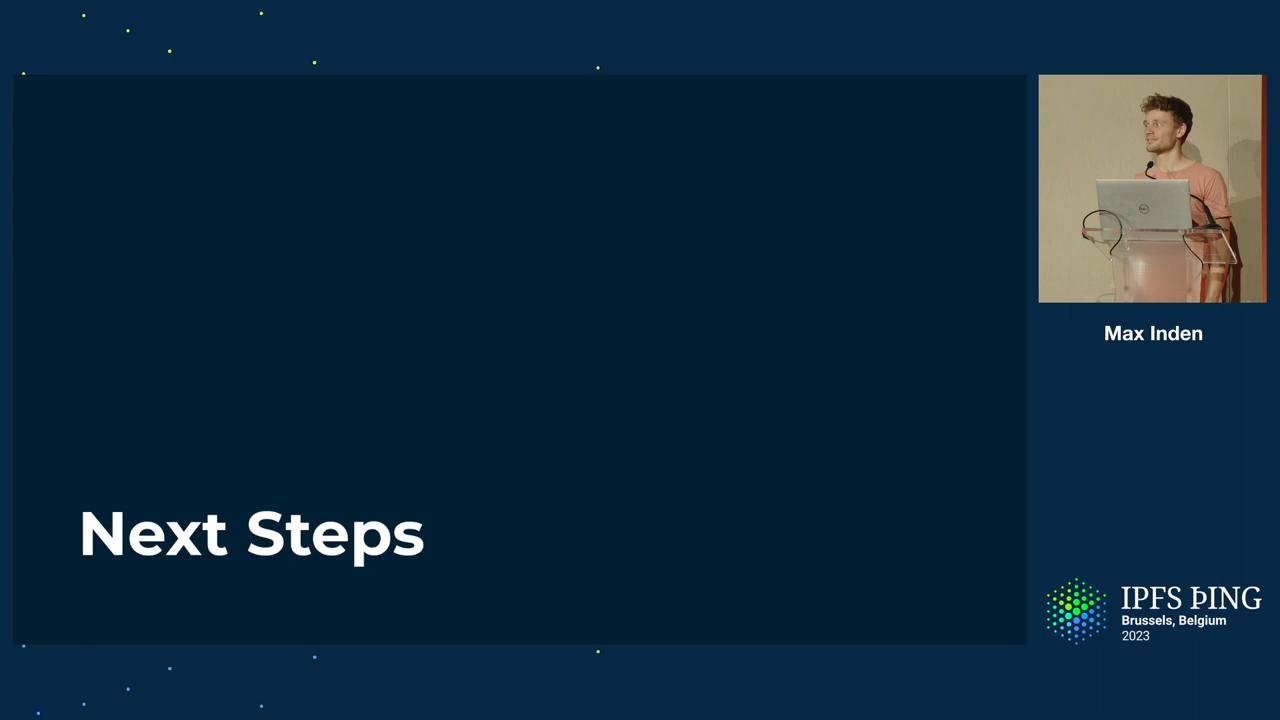 Next Steps
Max Inden
IPFS ÞING
Brussels, Belgium
2023